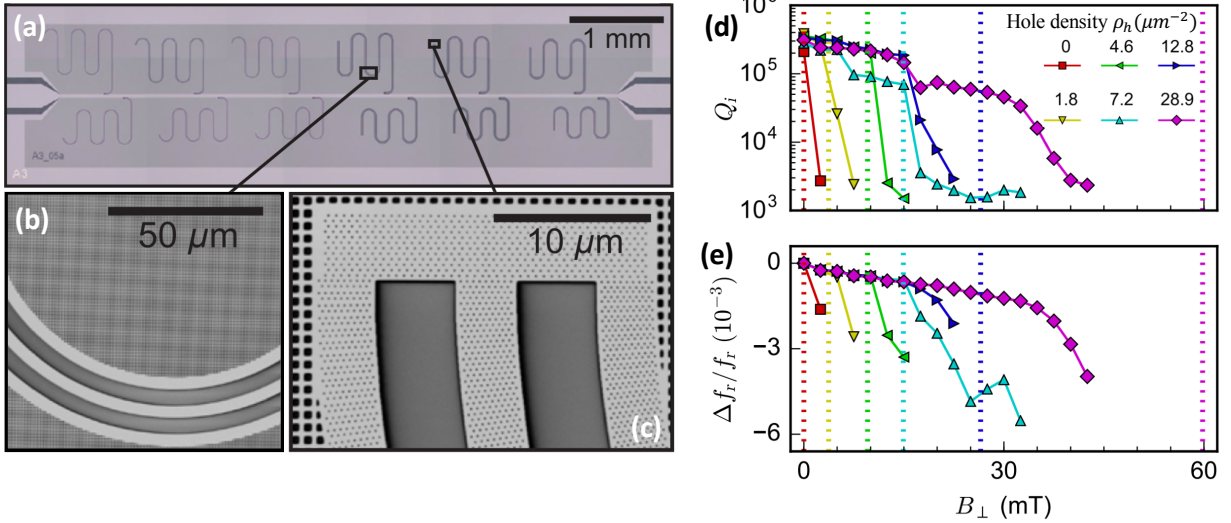 (a)
1 mm
A3_05a
A3
(b)
50 μm
(c)
10 μm
(d)
Hole density ρh (μm⁻²)
0 4.6 12.8
1.8 7.2 28.9
Qi
10⁶
10⁵
10⁴
10³
(e)
0
−3
−6
Δfr/fr (10⁻³)
0 30 60
B⊥ (mT)